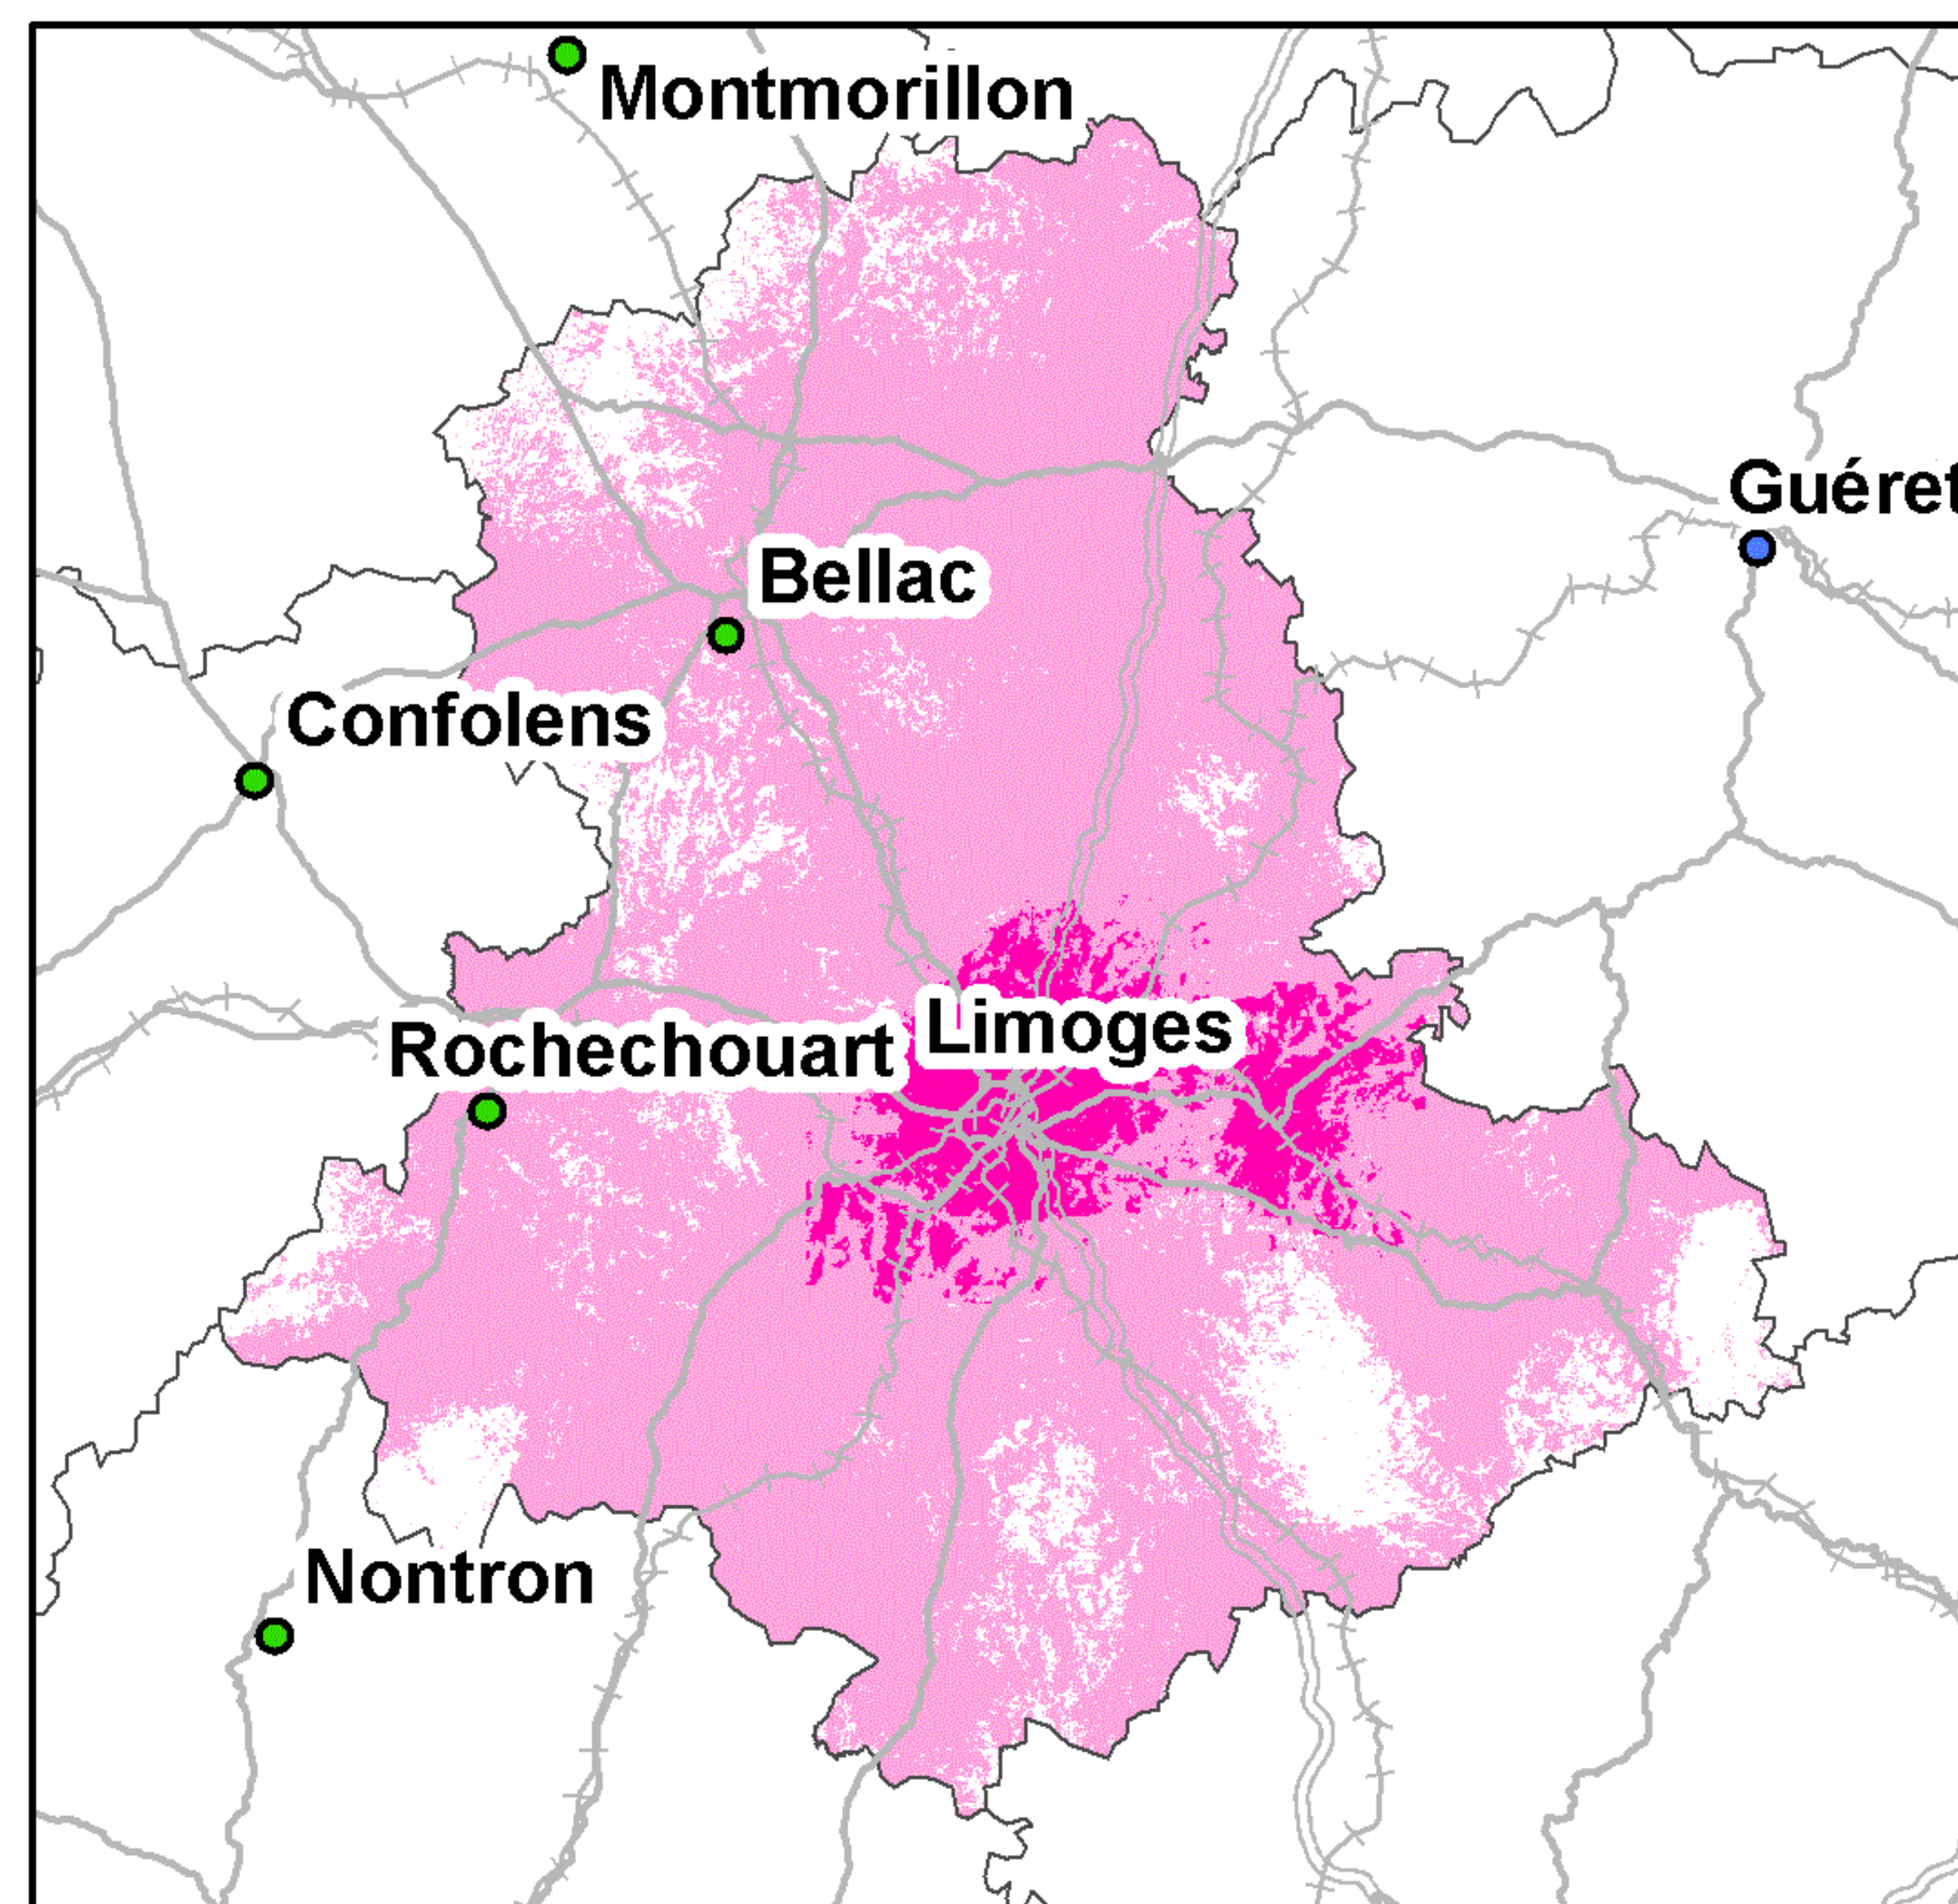 Montmorillon
Guéret
Bellac
Confolens
Limoges
Rochechouart
Nontron